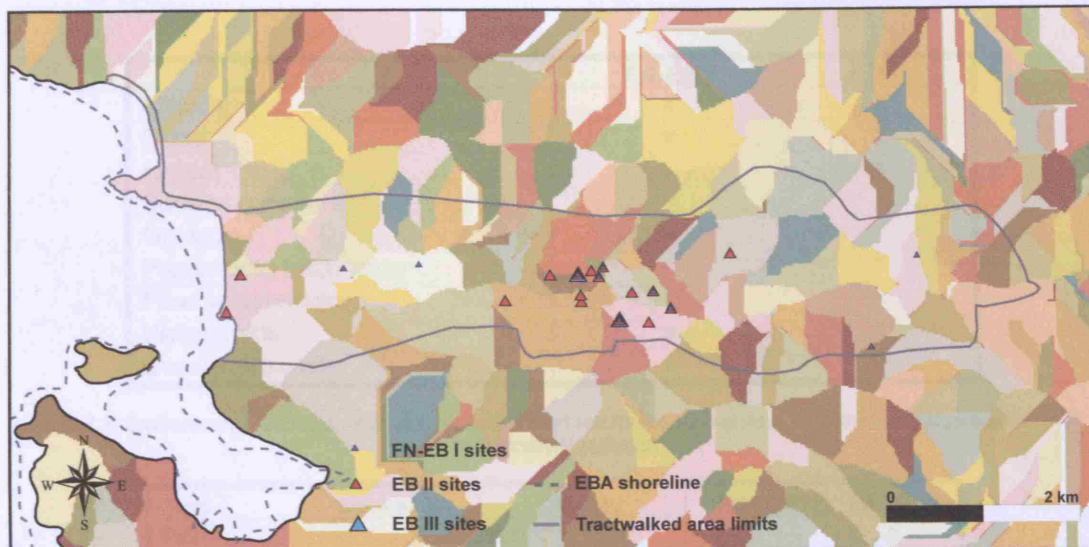 N
W E
S
FN-EB I sites
EB II sites
EB III sites
EBA shoreline
Tractwalked area limits
0 2 km